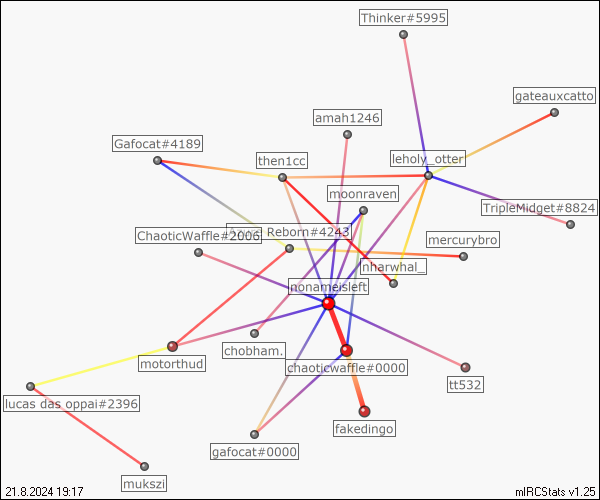 Thinker#5995
gateauxcatto
amah1246
Gafocat#4189
then1cc
leholy_otter
moonraven
TripleMidget#8824
ChaoticWaffle#2006
Reborn#4243
mercurybro
nharwhal_
nonameisleft
chobham.
motorthud
chaoticwaffle#0000
tt532
lucas das oppai#2396
fakedingo
gafocat#0000
mukszi
21.8.2024 19:17
mIRCStats v1.25